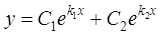 y = C₁e^{k₁x} + C₂e^{k₂x}